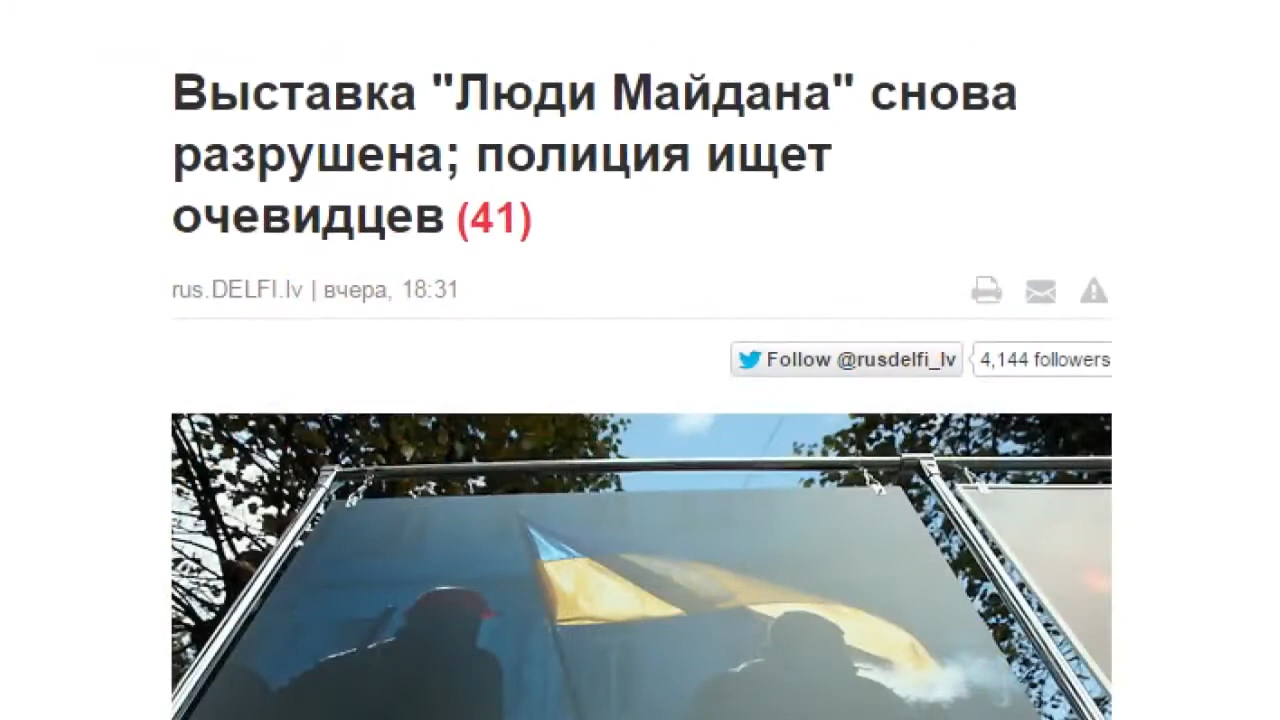 Выставка "Люди Майдана" снова
разрушена; полиция ищет
очевидцев (41)
rus.DELFI.lv | вчера, 18:31
Follow @rusdelfi_lv
4,144 followers